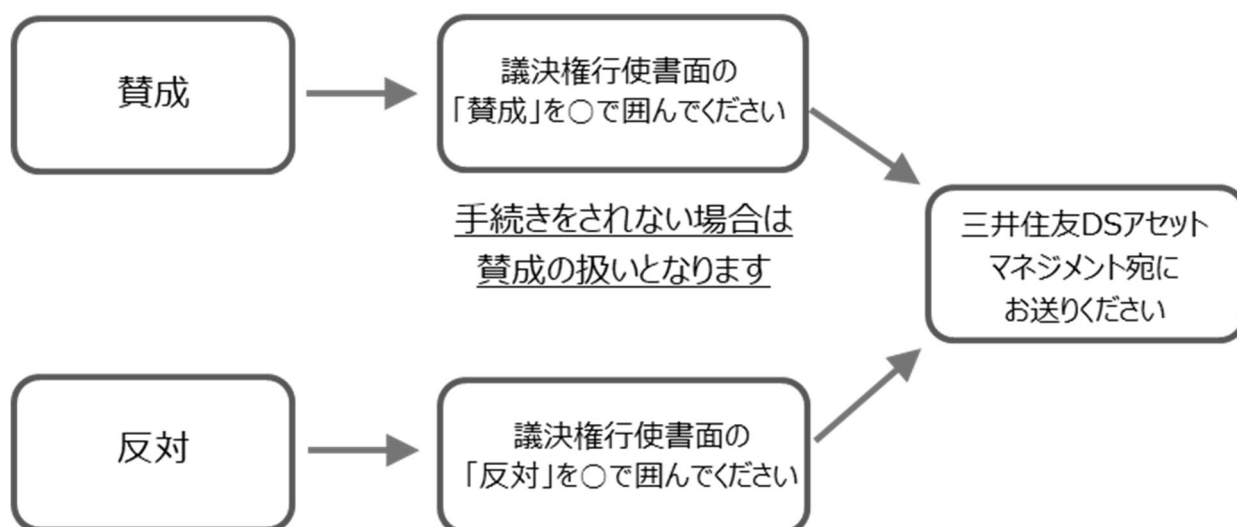 賛成
議決権行使書面の
「賛成」を○で囲んでください
手続きをされない場合は
賛成の扱いとなります
三井住友DSアセット
マネジメント宛に
お送りください
反対
議決権行使書面の
「反対」を○で囲んでください